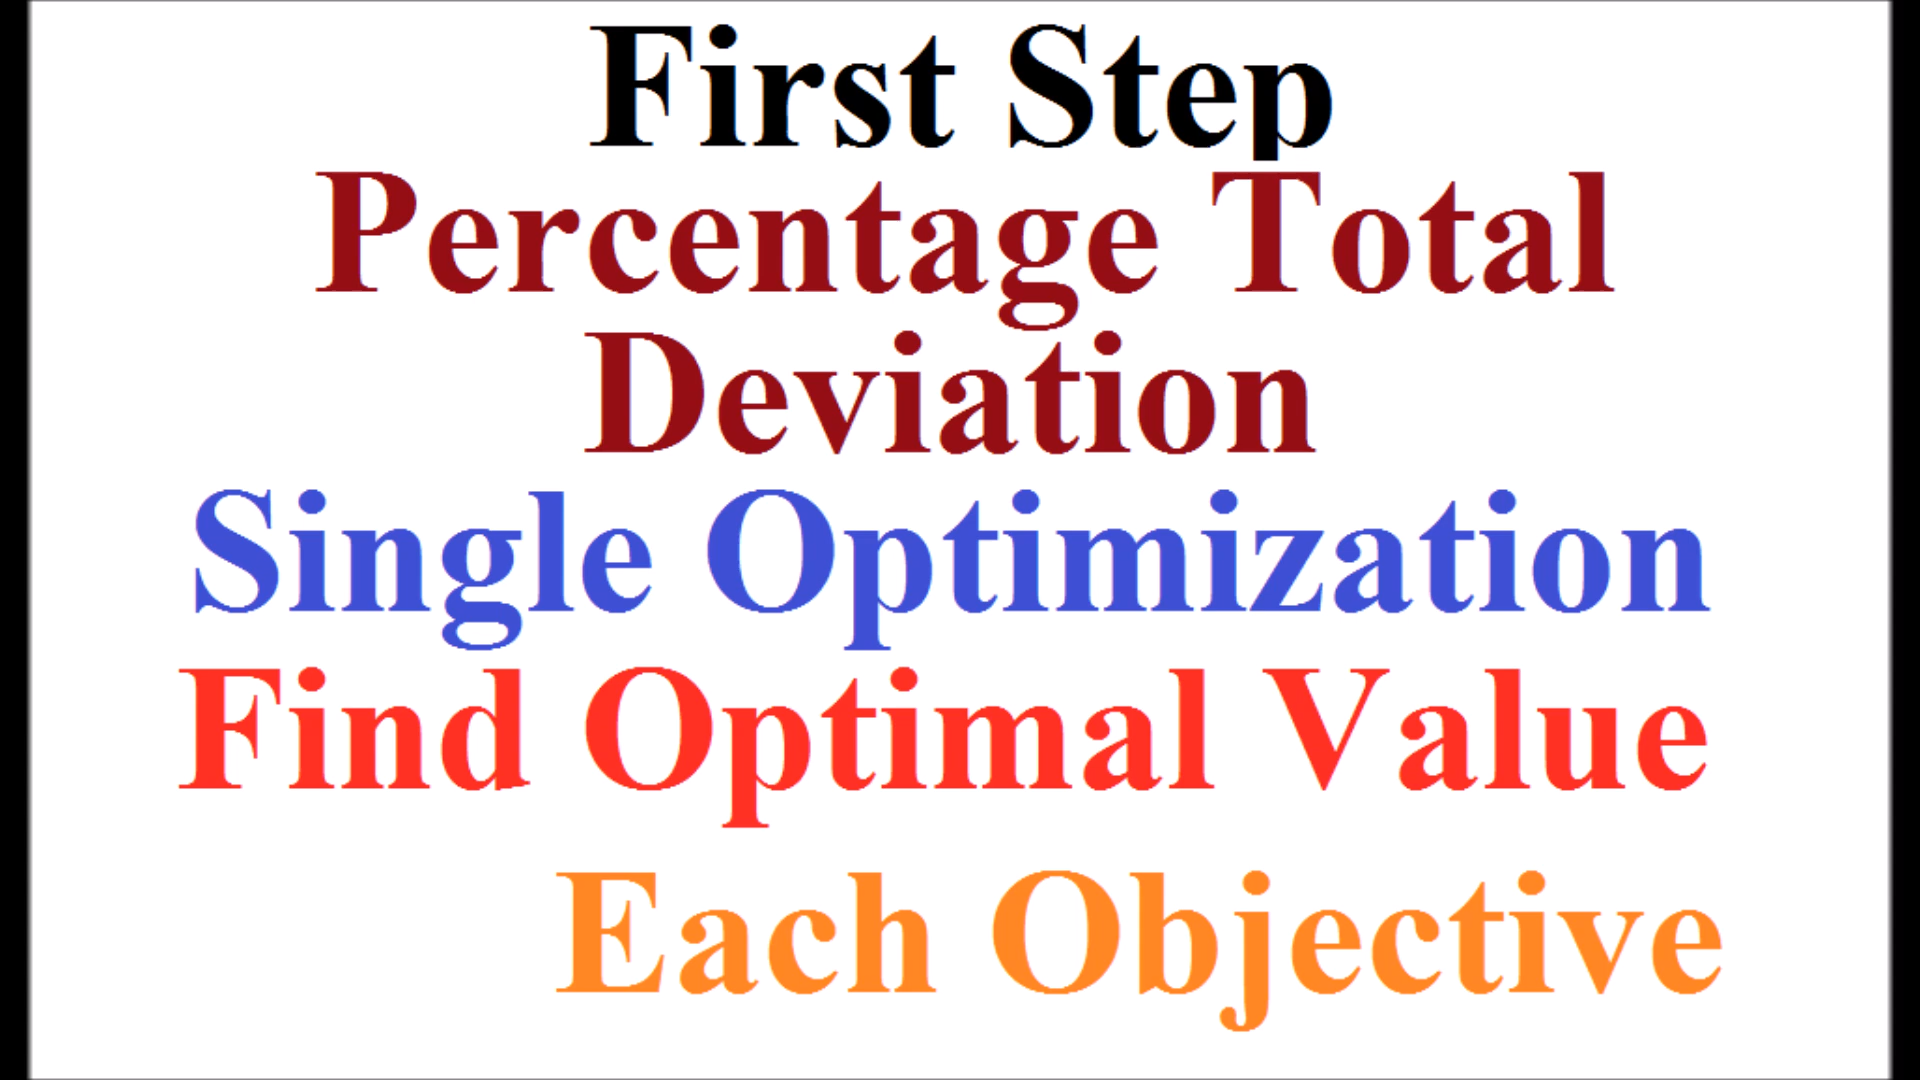 First Step
Percentage Total
Deviation
Single Optimization
Find Optimal Value
Each Objective